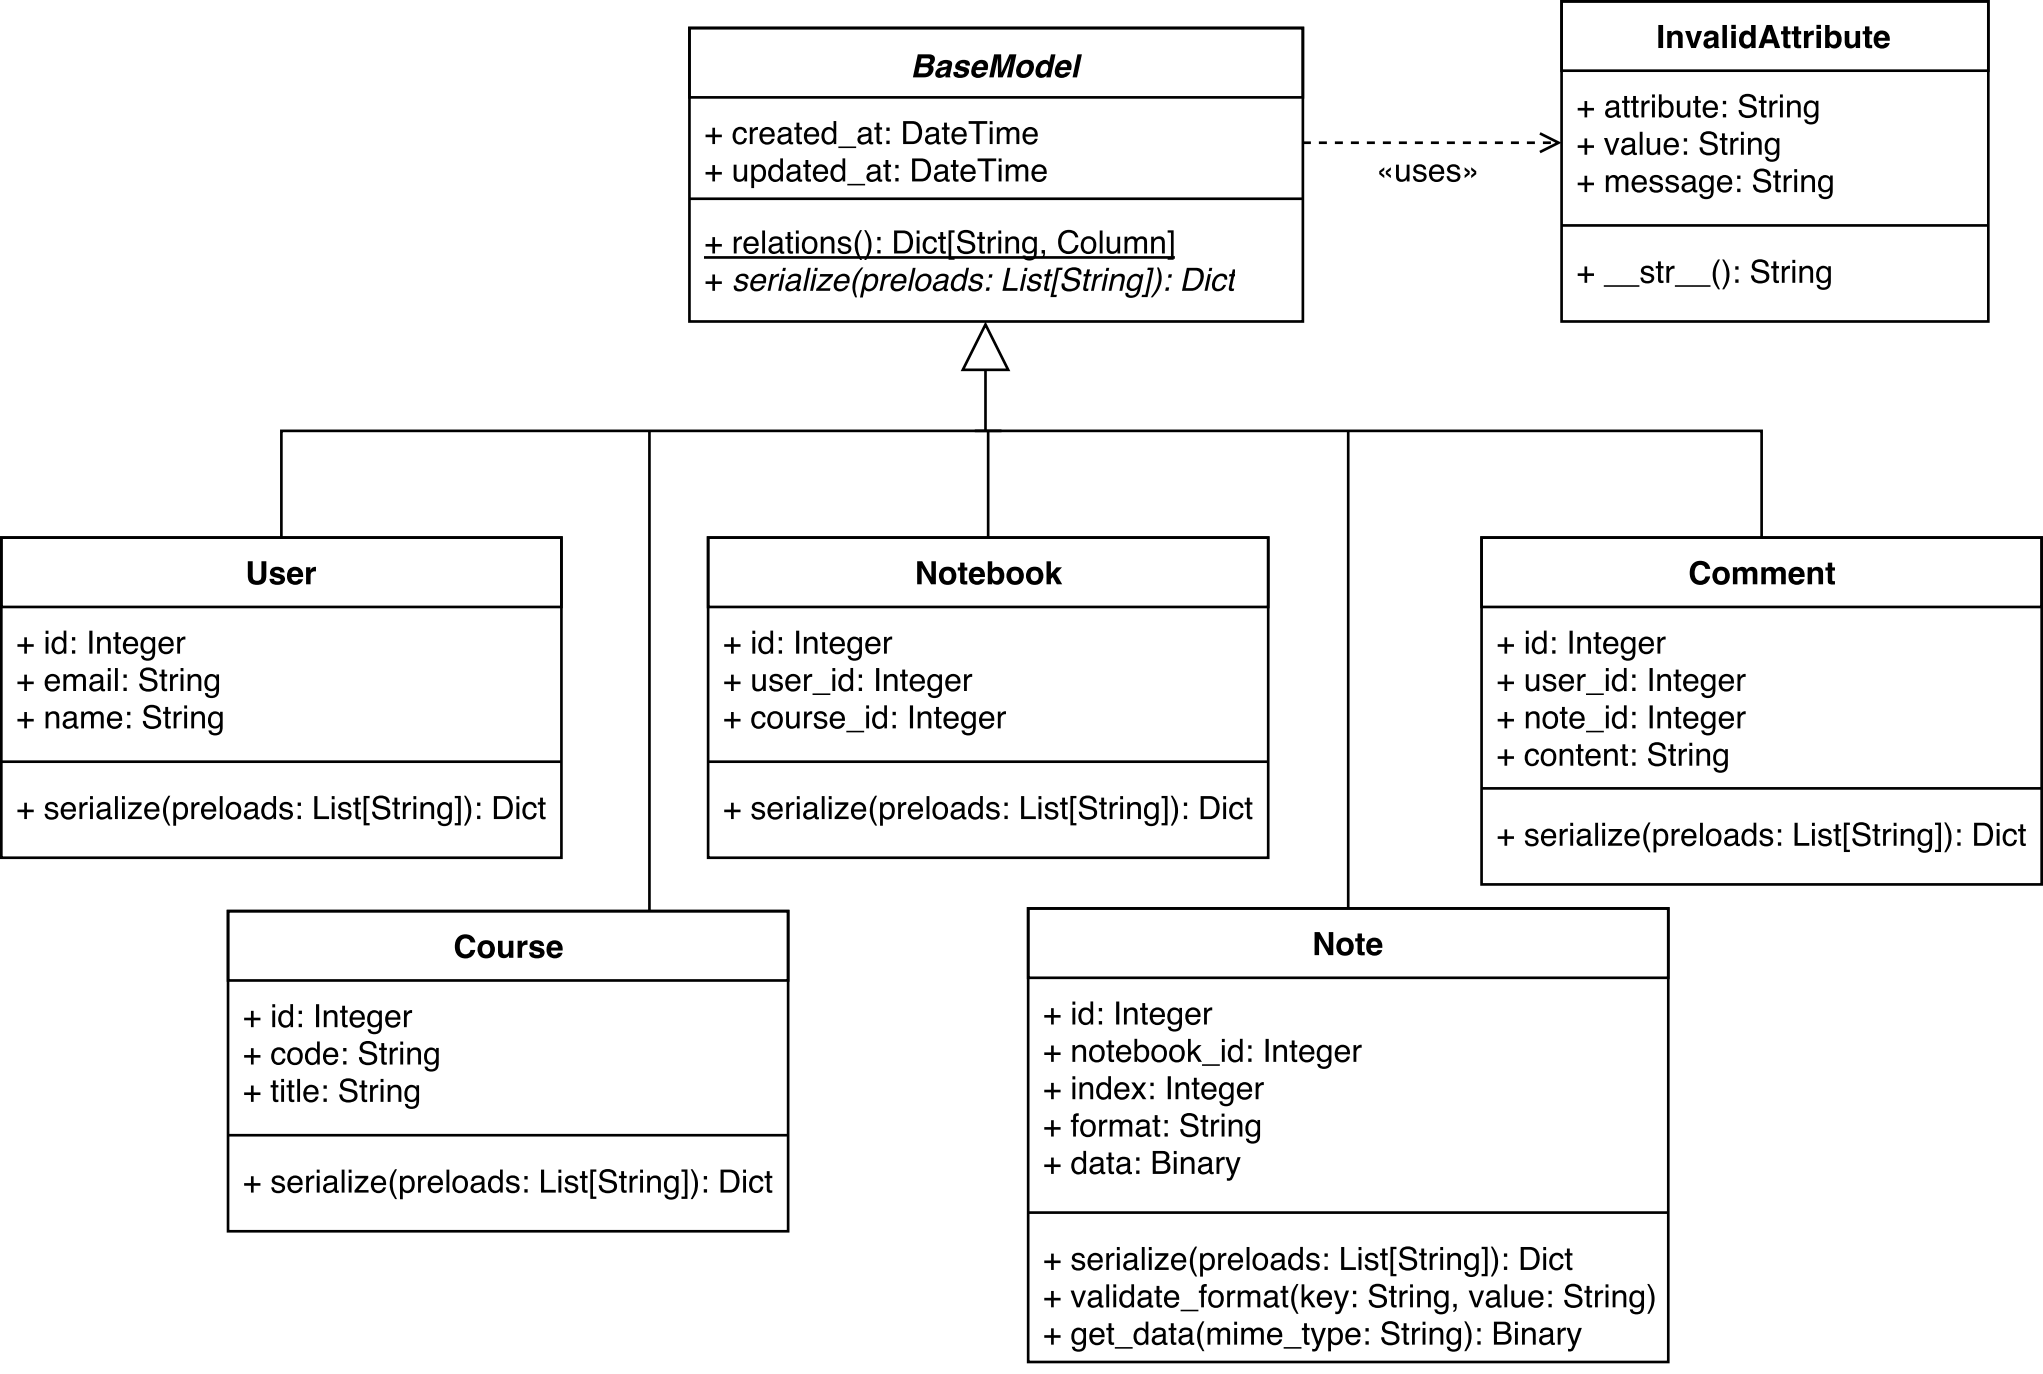 BaseModel
+ created_at: DateTime
+ updated_at: DateTime
+ relations(): Dict[String, Column]
+ serialize(preloads: List[String]): Dict
«uses»
InvalidAttribute
+ attribute: String
+ value: String
+ message: String
+ __str__(): String
User
+ id: Integer
+ email: String
+ name: String
+ serialize(preloads: List[String]): Dict
Notebook
+ id: Integer
+ user_id: Integer
+ course_id: Integer
+ serialize(preloads: List[String]): Dict
Comment
+ id: Integer
+ user_id: Integer
+ note_id: Integer
+ content: String
+ serialize(preloads: List[String]): Dict
Course
+ id: Integer
+ code: String
+ title: String
+ serialize(preloads: List[String]): Dict
Note
+ id: Integer
+ notebook_id: Integer
+ index: Integer
+ format: String
+ data: Binary
+ serialize(preloads: List[String]): Dict
+ validate_format(key: String, value: String)
+ get_data(mime_type: String): Binary